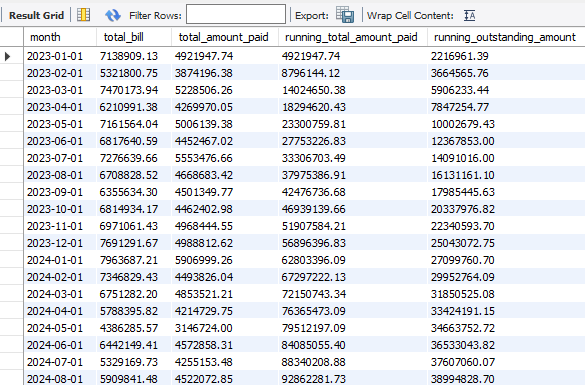 Result Grid Filter Rows: Export: Wrap Cell Content:
month total_bill total_amount_paid running_total_amount_paid running_outstanding_amount
2023-01-01 7138909.13 4921947.74 4921947.74 2216961.39
2023-02-01 5321800.75 3874196.38 8796144.12 3664565.76
2023-03-01 7470173.94 5228506.26 14024650.38 5906233.44
2023-04-01 6210991.38 4269970.05 18294620.43 7847254.77
2023-05-01 7161564.04 5006139.38 23300759.81 10002679.43
2023-06-01 6817640.59 4452467.02 27753226.83 12367853.00
2023-07-01 7276639.66 5553476.66 33306703.49 14091016.00
2023-08-01 6708828.52 4668683.42 37975386.91 16131161.10
2023-09-01 6355634.30 4501349.77 42476736.68 17985445.63
2023-10-01 6814934.17 4462402.98 46939139.66 20337976.82
2023-11-01 6971061.43 4968444.55 51907584.21 22340593.70
2023-12-01 7691291.67 4988812.62 56896396.83 25043072.75
2024-01-01 7963687.21 5906999.26 62803396.09 27099760.70
2024-02-01 7346829.43 4493826.04 67297222.13 29952764.09
2024-03-01 6751282.20 4853521.21 72150743.34 31850525.08
2024-04-01 5788395.82 4214729.75 76365473.09 33424191.15
2024-05-01 4386285.57 3146724.00 79512197.09 34663752.72
2024-06-01 6442149.41 4572858.31 84085055.40 36533043.82
2024-07-01 5329169.73 4255153.48 88340208.88 37607060.07
2024-08-01 5909841.48 4522072.85 92862281.73 38994828.70